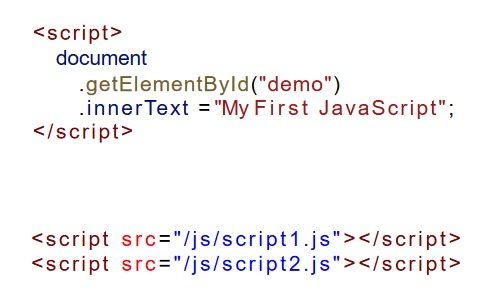 <script>
document
.getElementById("demo")
.innerText ="My First JavaScript";
</script>
<script src="/js/script1.js"></script>
<script src="/js/script2.js"></script>